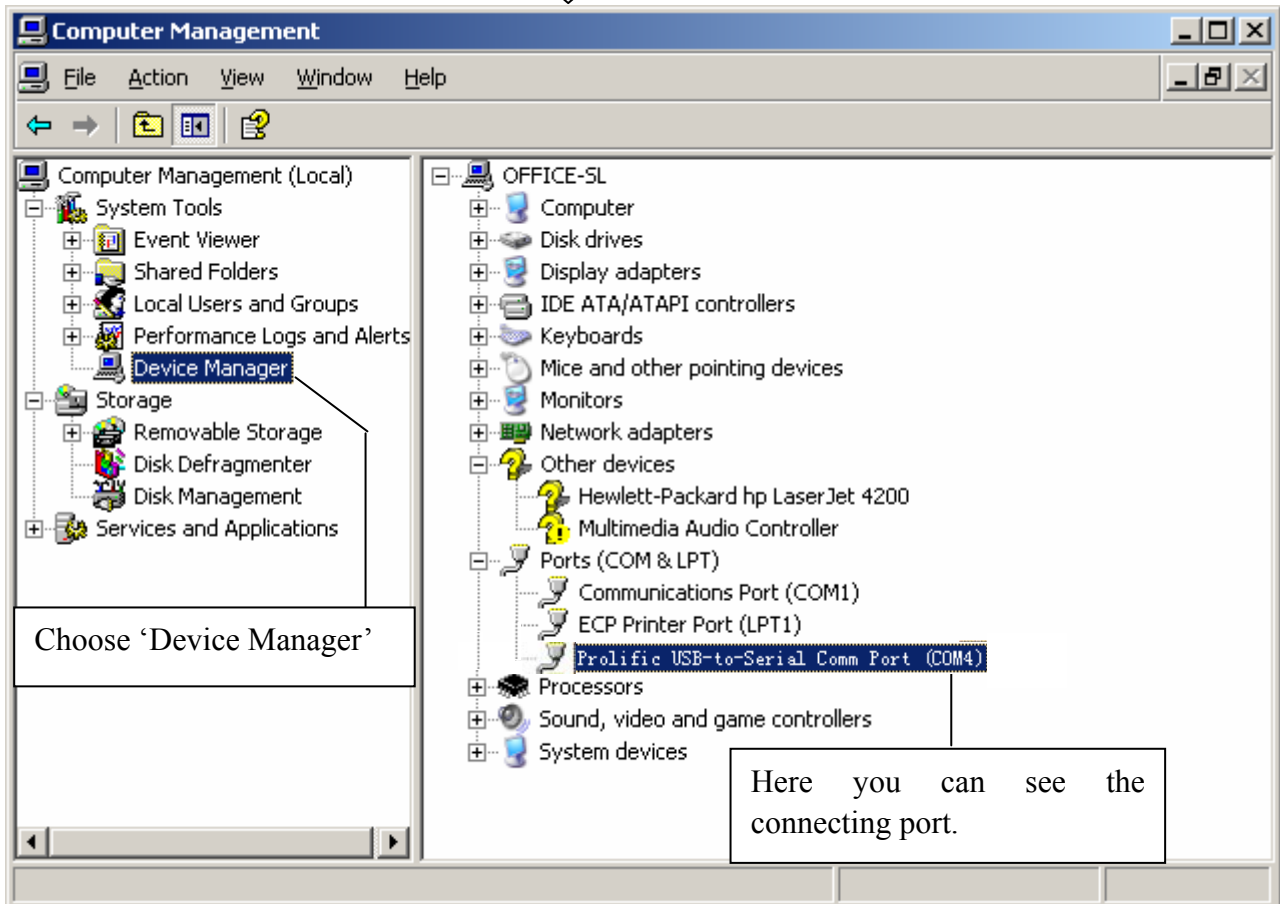 Computer Management
File Action View Window Help
Computer Management (Local)
System Tools
Event Viewer
Shared Folders
Local Users and Groups
Performance Logs and Alerts
Device Manager
Storage
Removable Storage
Disk Defragmenter
Disk Management
Services and Applications
Choose ‘Device Manager’
OFFICE-SL
Computer
Disk drives
Display adapters
IDE ATA/ATAPI controllers
Keyboards
Mice and other pointing devices
Monitors
Network adapters
Other devices
Hewlett-Packard hp LaserJet 4200
Multimedia Audio Controller
Ports (COM & LPT)
Communications Port (COM1)
ECP Printer Port (LPT1)
Prolific USB-to-Serial Comm Port (COM4)
Processors
Sound, video and game controllers
System devices
Here you can see the
connecting port.